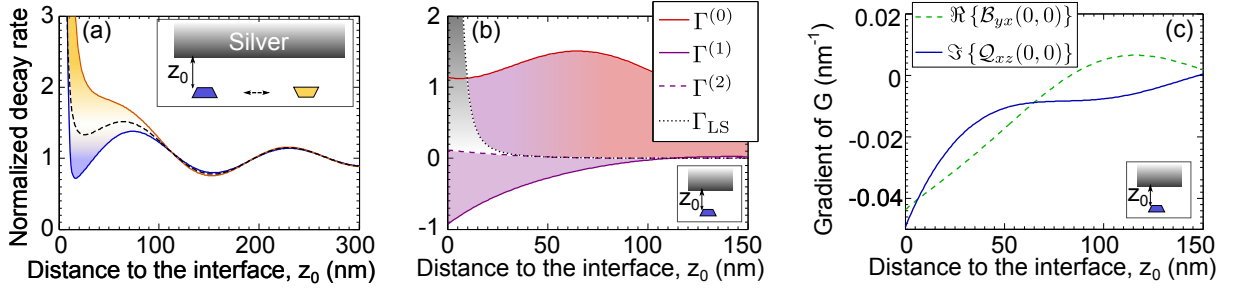 (a)
Silver
z₀
Normalized decay rate
3
2
1
0
0
100
200
300
Distance to the interface, z₀ (nm)
(b)
Γ⁽⁰⁾
Γ⁽¹⁾
Γ⁽²⁾
Γ_LS
z₀
2
1
0
-1
0
50
100
150
Distance to the interface, z₀ (nm)
(c)
ℜ {ℬ_yx(0, 0)}
ℑ {𝒬_xz(0, 0)}
z₀
Gradient of G (nm⁻¹)
0.02
0
-0.02
-0.04
0
50
100
150
Distance to the interface, z₀ (nm)